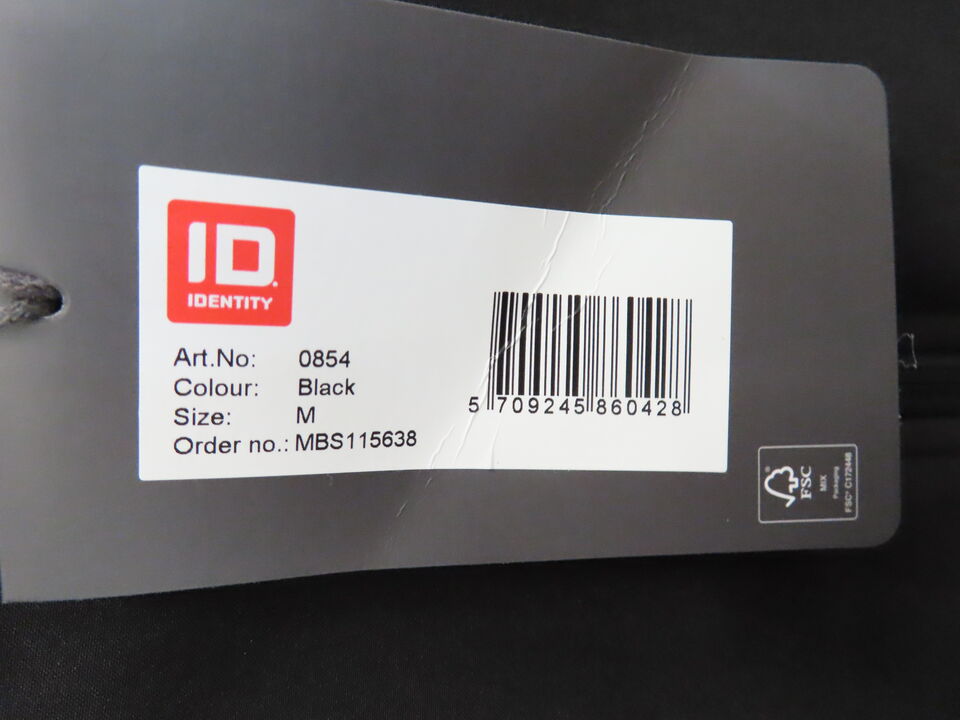 ID
IDENTITY
Art.No: 0854
Colour: Black
Size: M
Order no.: MBS115638
5 709245 860428
®
FSC
MIX
Packaging
FSC® C172448